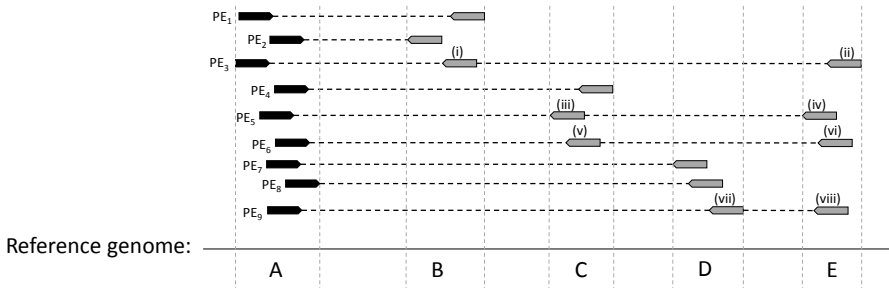 PE1
PE2
PE3 (i) (ii)
PE4
PE5 (iii) (iv)
PE6 (v) (vi)
PE7
PE8
PE9 (vii) (viii)
Reference genome:
A B C D E